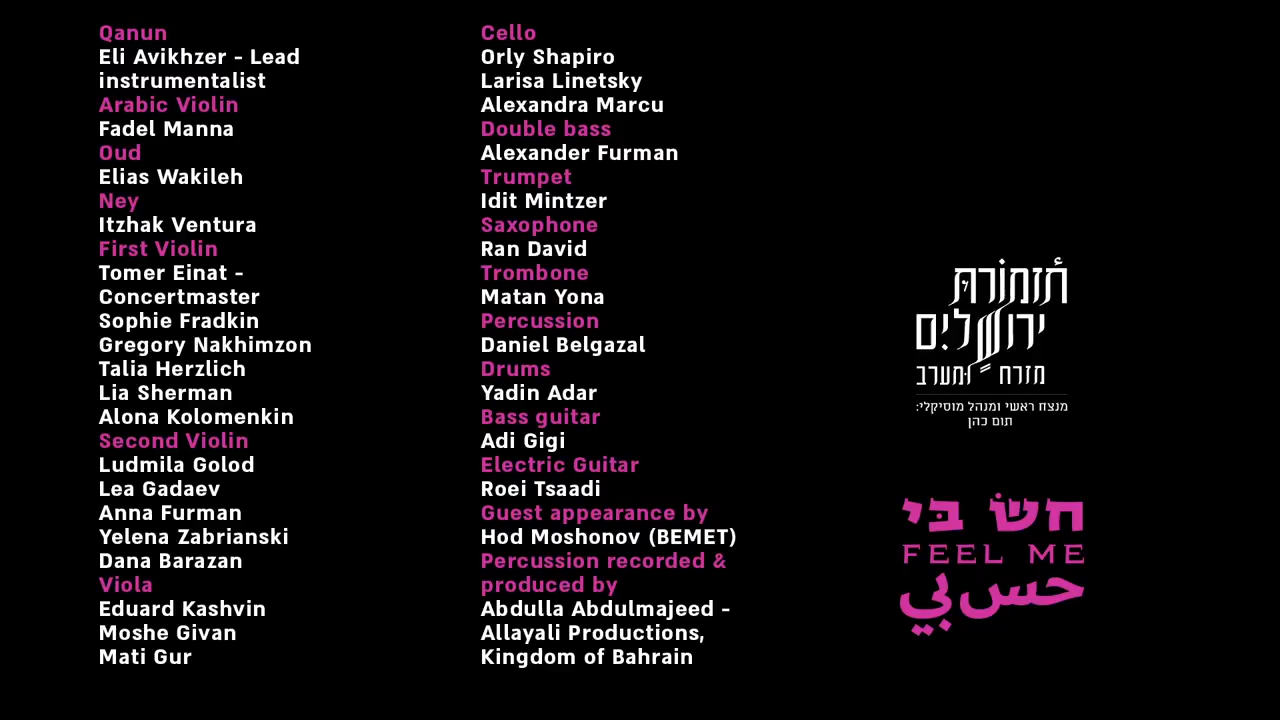 Qanun
Eli Avikhzer - Lead
instrumentalist
Arabic Violin
Fadel Manna
Oud
Elias Wakileh
Ney
Itzhak Ventura
First Violin
Tomer Einat -
Concertmaster
Sophie Fradkin
Gregory Nakhimzon
Talia Herzlich
Lia Sherman
Alona Kolomenkin
Second Violin
Ludmila Golod
Lea Gadaev
Anna Furman
Yelena Zabrianski
Dana Barazan
Viola
Eduard Kashvin
Moshe Givan
Mati Gur
Cello
Orly Shapiro
Larisa Linetsky
Alexandra Marcu
Double bass
Alexander Furman
Trumpet
Idit Mintzer
Saxophone
Ran David
Trombone
Matan Yona
Percussion
Daniel Belgazal
Drums
Yadin Adar
Bass guitar
Adi Gigi
Electric Guitar
Roei Tsaadi
Guest appearance by
Hod Moshonov (BEMET)
Percussion recorded &
produced by
Abdulla Abdulmajeed -
Allayali Productions,
Kingdom of Bahrain
תזמורת
ירושלים
מזרח ומערב
מנצח ראשי ומנהל מוסיקלי:
תום כהן
חש בי
FEEL ME
حس بي